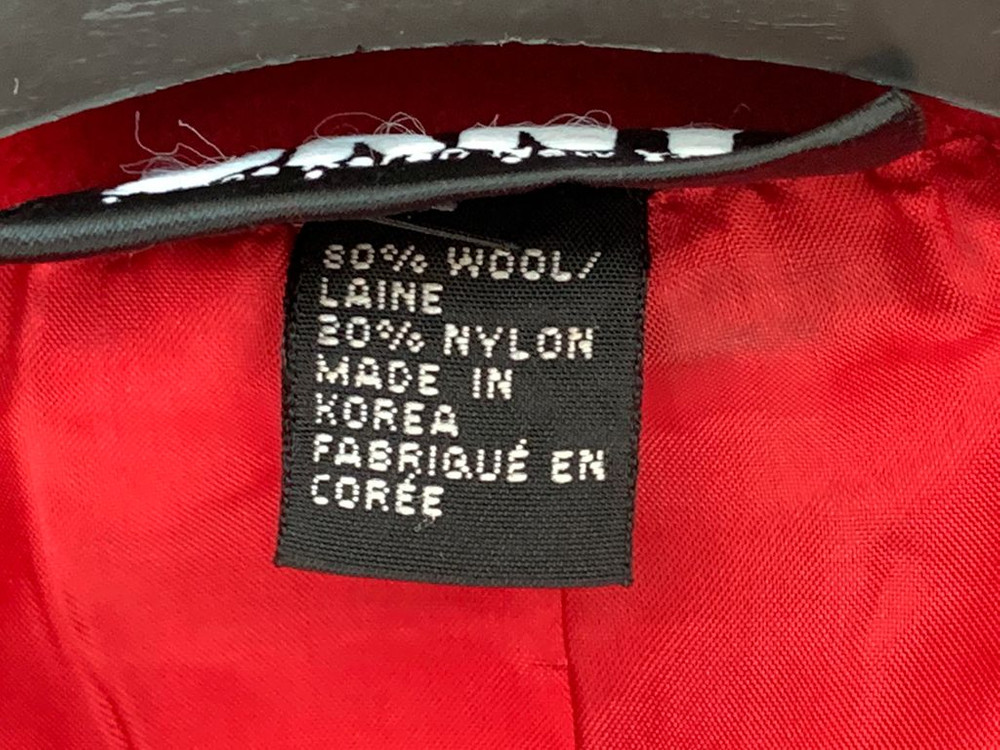 80% WOOL/
LAINE
20% NYLON
MADE IN
KOREA
FABRIQUÉ EN
CORÉE